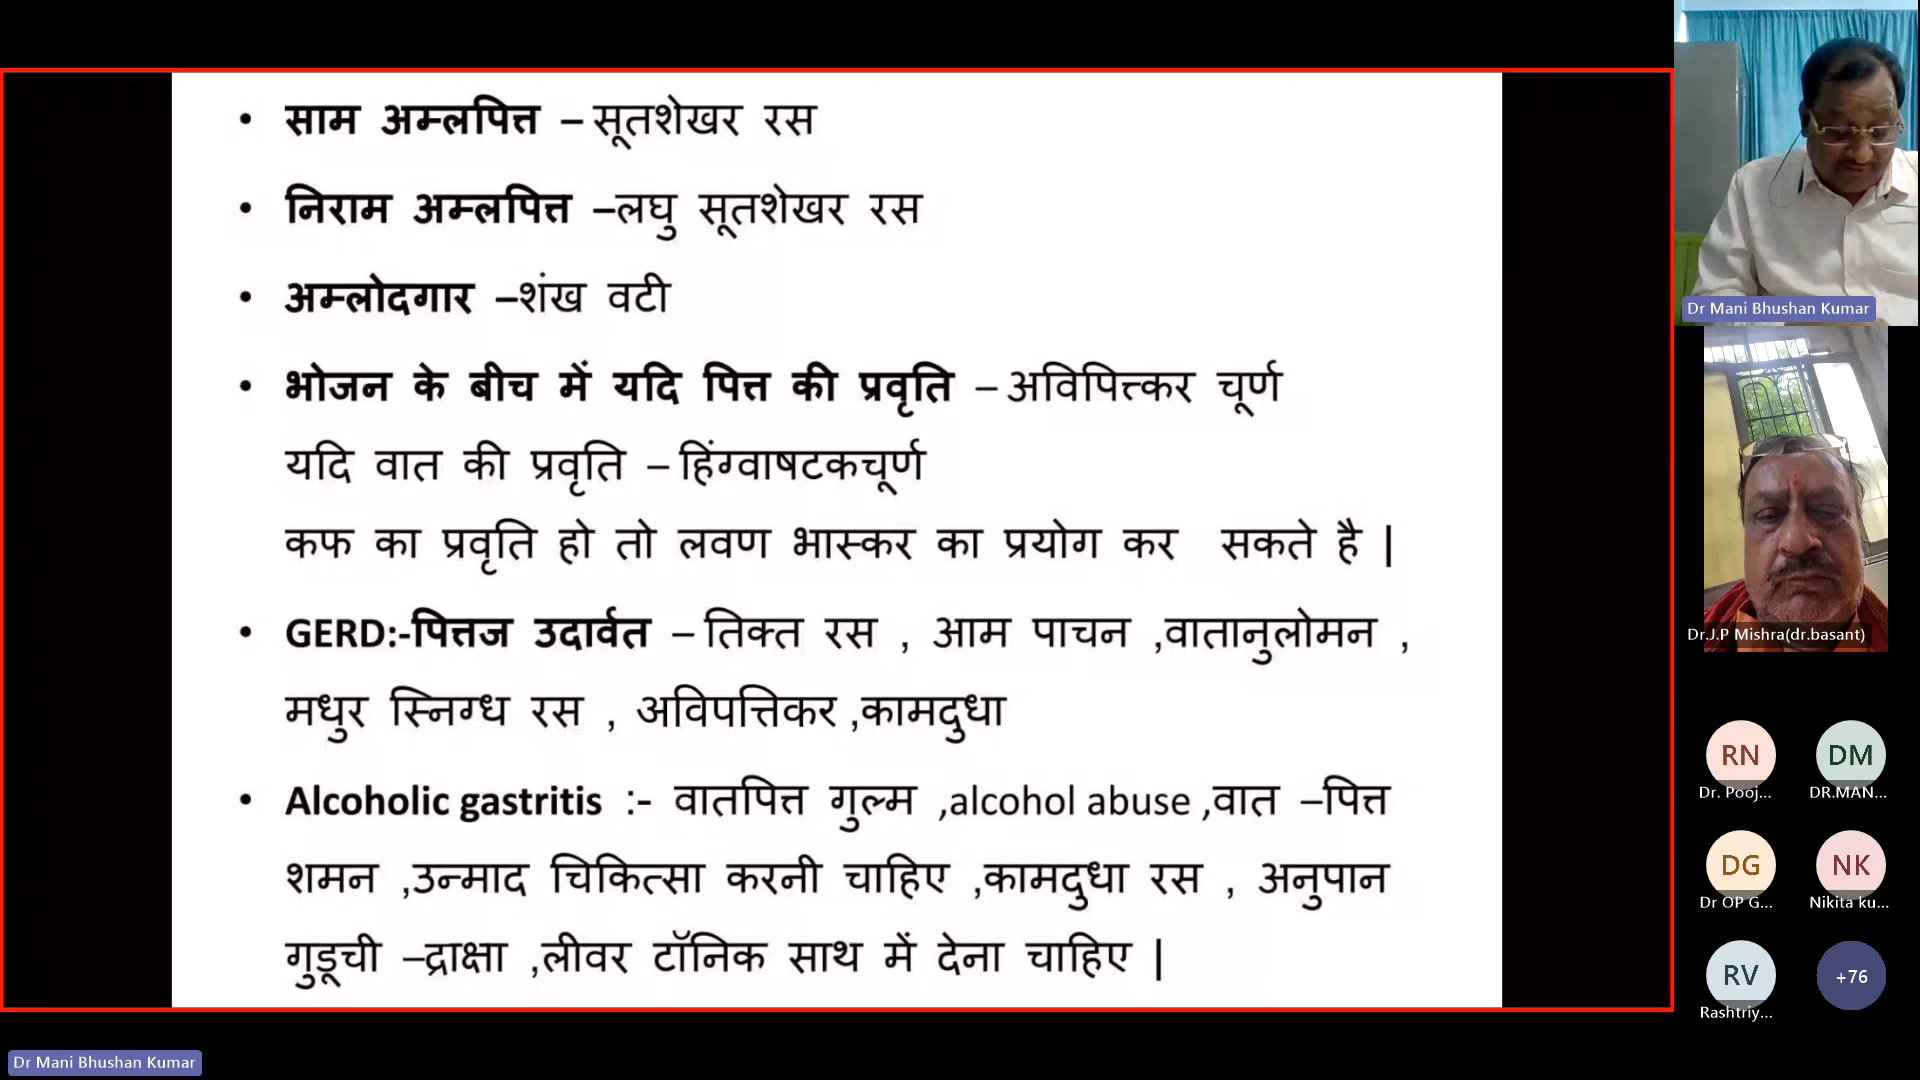 • साम अम्लपित्त – सूतशेखर रस
• निराम अम्लपित्त –लघु सूतशेखर रस
• अम्लोदगार –शंख वटी
• भोजन के बीच में यदि पित्त की प्रवृति – अविपित्त्कर चूर्ण
यदि वात की प्रवृति – हिंग्वाषटकचूर्ण
कफ का प्रवृति हो तो लवण भास्कर का प्रयोग कर सकते है |
• GERD:-पित्तज उदार्वत – तिक्त रस , आम पाचन ,वातानुलोमन ,
मधुर स्निग्ध रस , अविपत्तिकर ,कामदुधा
• Alcoholic gastritis :- वातपित्त गुल्म ,alcohol abuse ,वात –पित्त
शमन ,उन्माद चिकित्सा करनी चाहिए ,कामदुधा रस , अनुपान
गुडूची –द्राक्षा ,लीवर टॉनिक साथ में देना चाहिए |
Dr Mani Bhushan Kumar
Dr.J.P Mishra(dr.basant)
RN DM
Dr. Pooj... DR.MAN...
DG NK
Dr OP G... Nikita ku...
RV +76
Rashtriy...
Dr Mani Bhushan Kumar